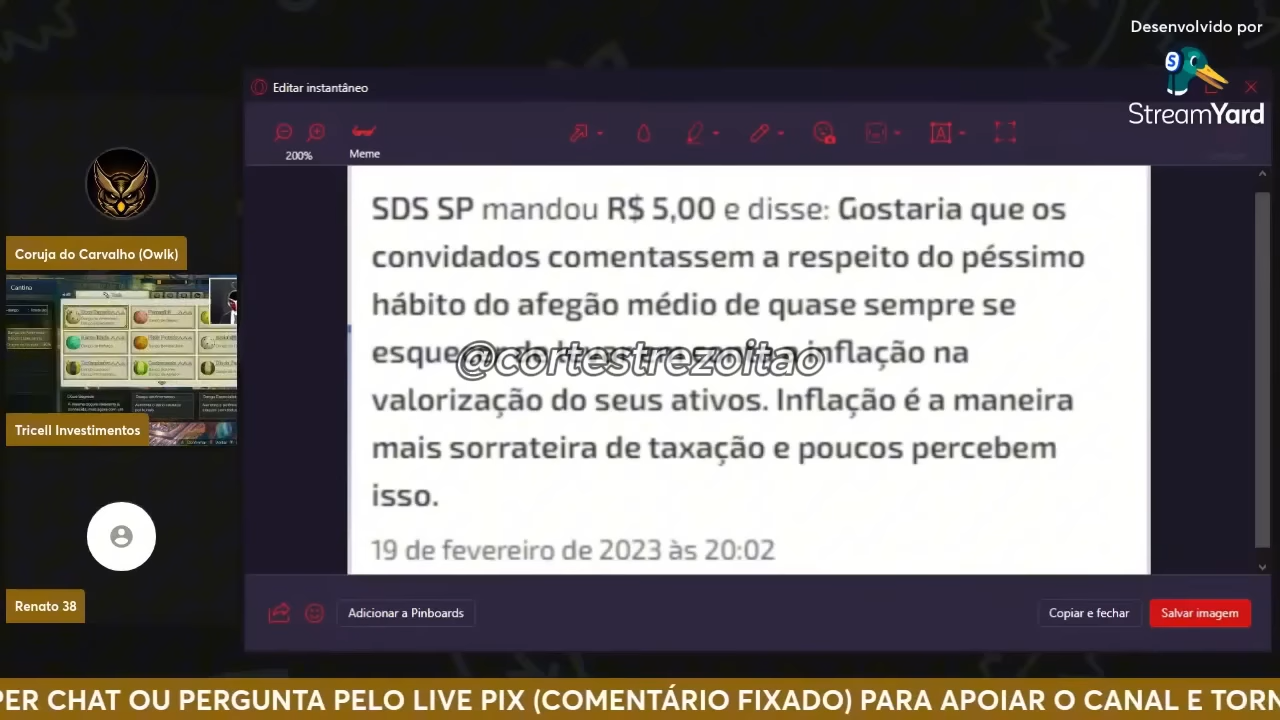 Desenvolvido por
StreamYard
Editar instantâneo
200%
Meme
Coruja do Carvalho (Owlk)
Cantina
Tricell Investimentos
Renato 38
SDS SP mandou R$ 5,00 e disse: Gostaria que os
convidados comentassem a respeito do péssimo
hábito do afegão médio de quase sempre se
inflação na
@cortestrezoitao
valorização do seus ativos. Inflação é a maneira
mais sorrateira de taxação e poucos percebem
isso.
19 de fevereiro de 2023 às 20:02
Adicionar a Pinboards
Copiar e fechar
Salvar imagem
PER CHAT OU PERGUNTA PELO LIVE PIX (COMENTÁRIO FIXADO) PARA APOIAR O CANAL E TORN